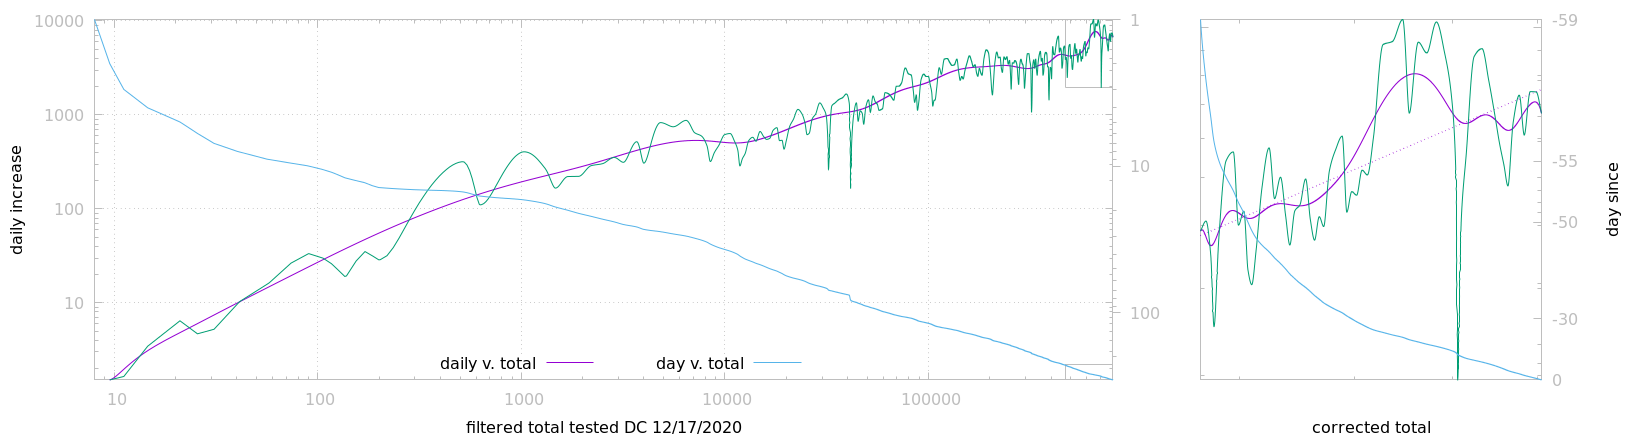 10000
1000
100
10
daily increase
1
10
100
daily v. total
day v. total
10
100
1000
10000
100000
filtered total tested DC 12/17/2020
-59
-55
-50
-30
0
day since
corrected total